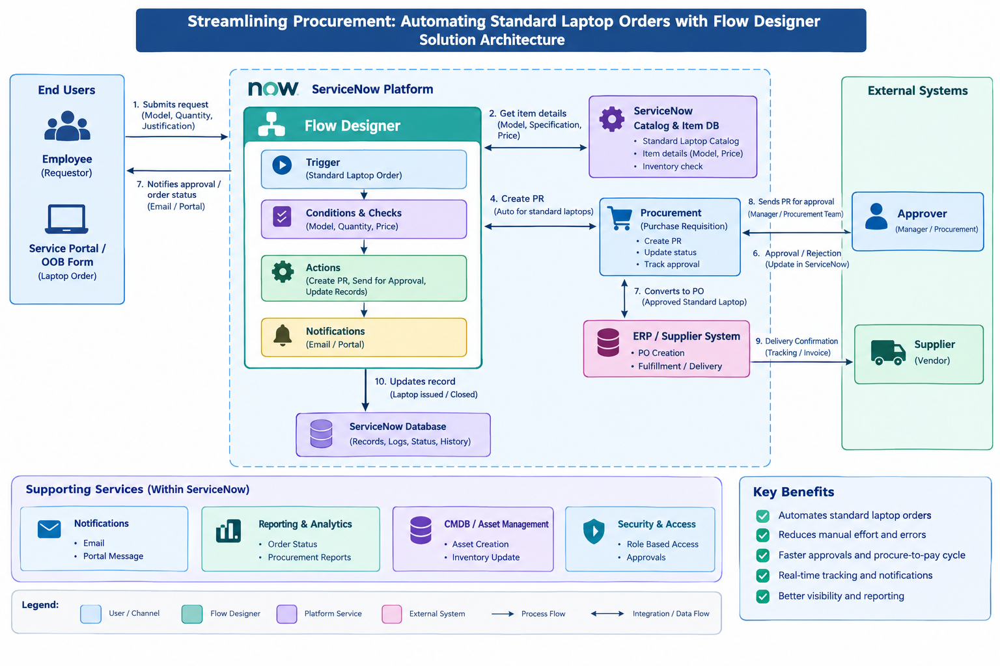 Streamlining Procurement: Automating Standard Laptop Orders with Flow Designer
Solution Architecture
End Users
Employee
(Requestor)
Service Portal /
OOB Form
(Laptop Order)
1. Submits request
(Model, Quantity,
Justification)
7. Notifies approval /
order status
(Email / Portal)
now
ServiceNow Platform
Flow Designer
Trigger
(Standard Laptop Order)
Conditions & Checks
(Model, Quantity, Price)
Actions
(Create PR, Send for Approval,
Update Records)
Notifications
(Email / Portal)
2. Get item details
(Model, Specification,
Price)
ServiceNow
Catalog & Item DB
• Standard Laptop Catalog
• Item details (Model, Price)
• Inventory check
4. Create PR
(Auto for standard laptops)
Procurement
(Purchase Requisition)
• Create PR
• Update status
• Track approval
8. Sends PR for approval
(Manager / Procurement Team)
6. Approval / Rejection
(Update in ServiceNow)
7. Converts to PO
(Approved Standard Laptop)
ERP / Supplier System
• PO Creation
• Fulfillment / Delivery
9. Delivery Confirmation
(Tracking / Invoice)
10. Updates record
(Laptop issued / Closed)
ServiceNow Database
(Records, Logs, Status, History)
External Systems
Approver
(Manager / Procurement)
Supplier
(Vendor)
Supporting Services (Within ServiceNow)
Notifications
• Email
• Portal Message
Reporting & Analytics
• Order Status
• Procurement Reports
CMDB / Asset Management
• Asset Creation
• Inventory Update
Security & Access
• Role Based Access
• Approvals
Key Benefits
Automates standard laptop orders
Reduces manual effort and errors
Faster approvals and procure-to-pay cycle
Real-time tracking and notifications
Better visibility and reporting
Legend:
User / Channel
Flow Designer
Platform Service
External System
Process Flow
Integration / Data Flow